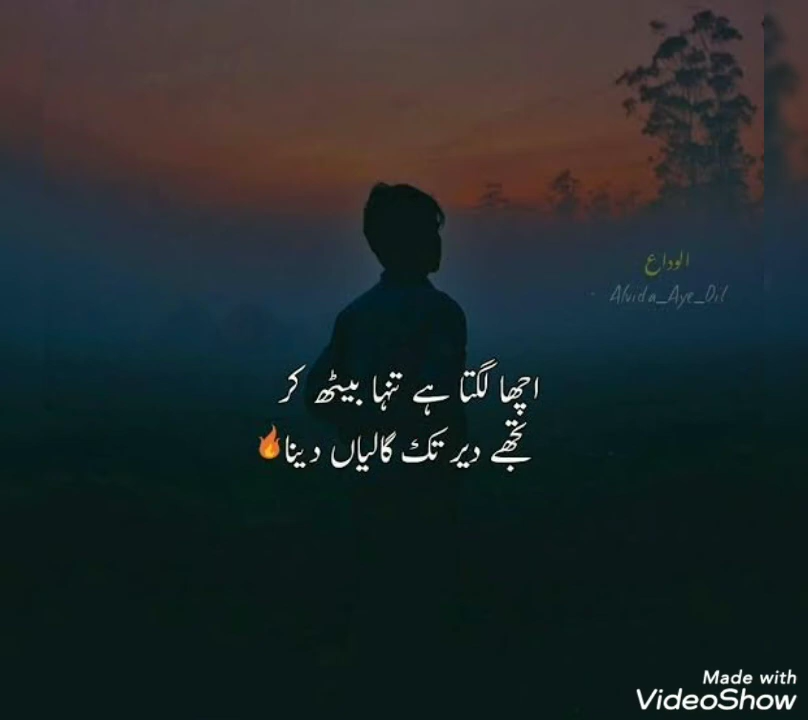 الوداع
Alvida_Aye_Dil
اچھا لگتا ہے تنہا بیٹھ کر
تجھے دیر تک گالیاں دینا🔥
Made with
VideoShow